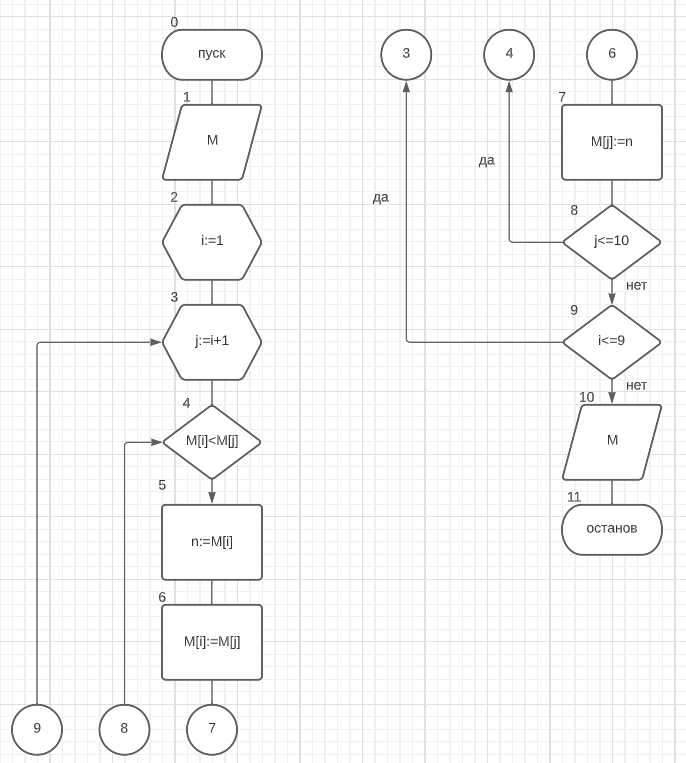 0
пуск
1
M
2
i:=1
3
j:=i+1
4
M[i]<M[j]
5
n:=M[i]
6
M[i]:=M[j]
9
8
7
3
4
6
7
M[j]:=n
да
да
8
j<=10
нет
9
i<=9
нет
10
M
11
останов